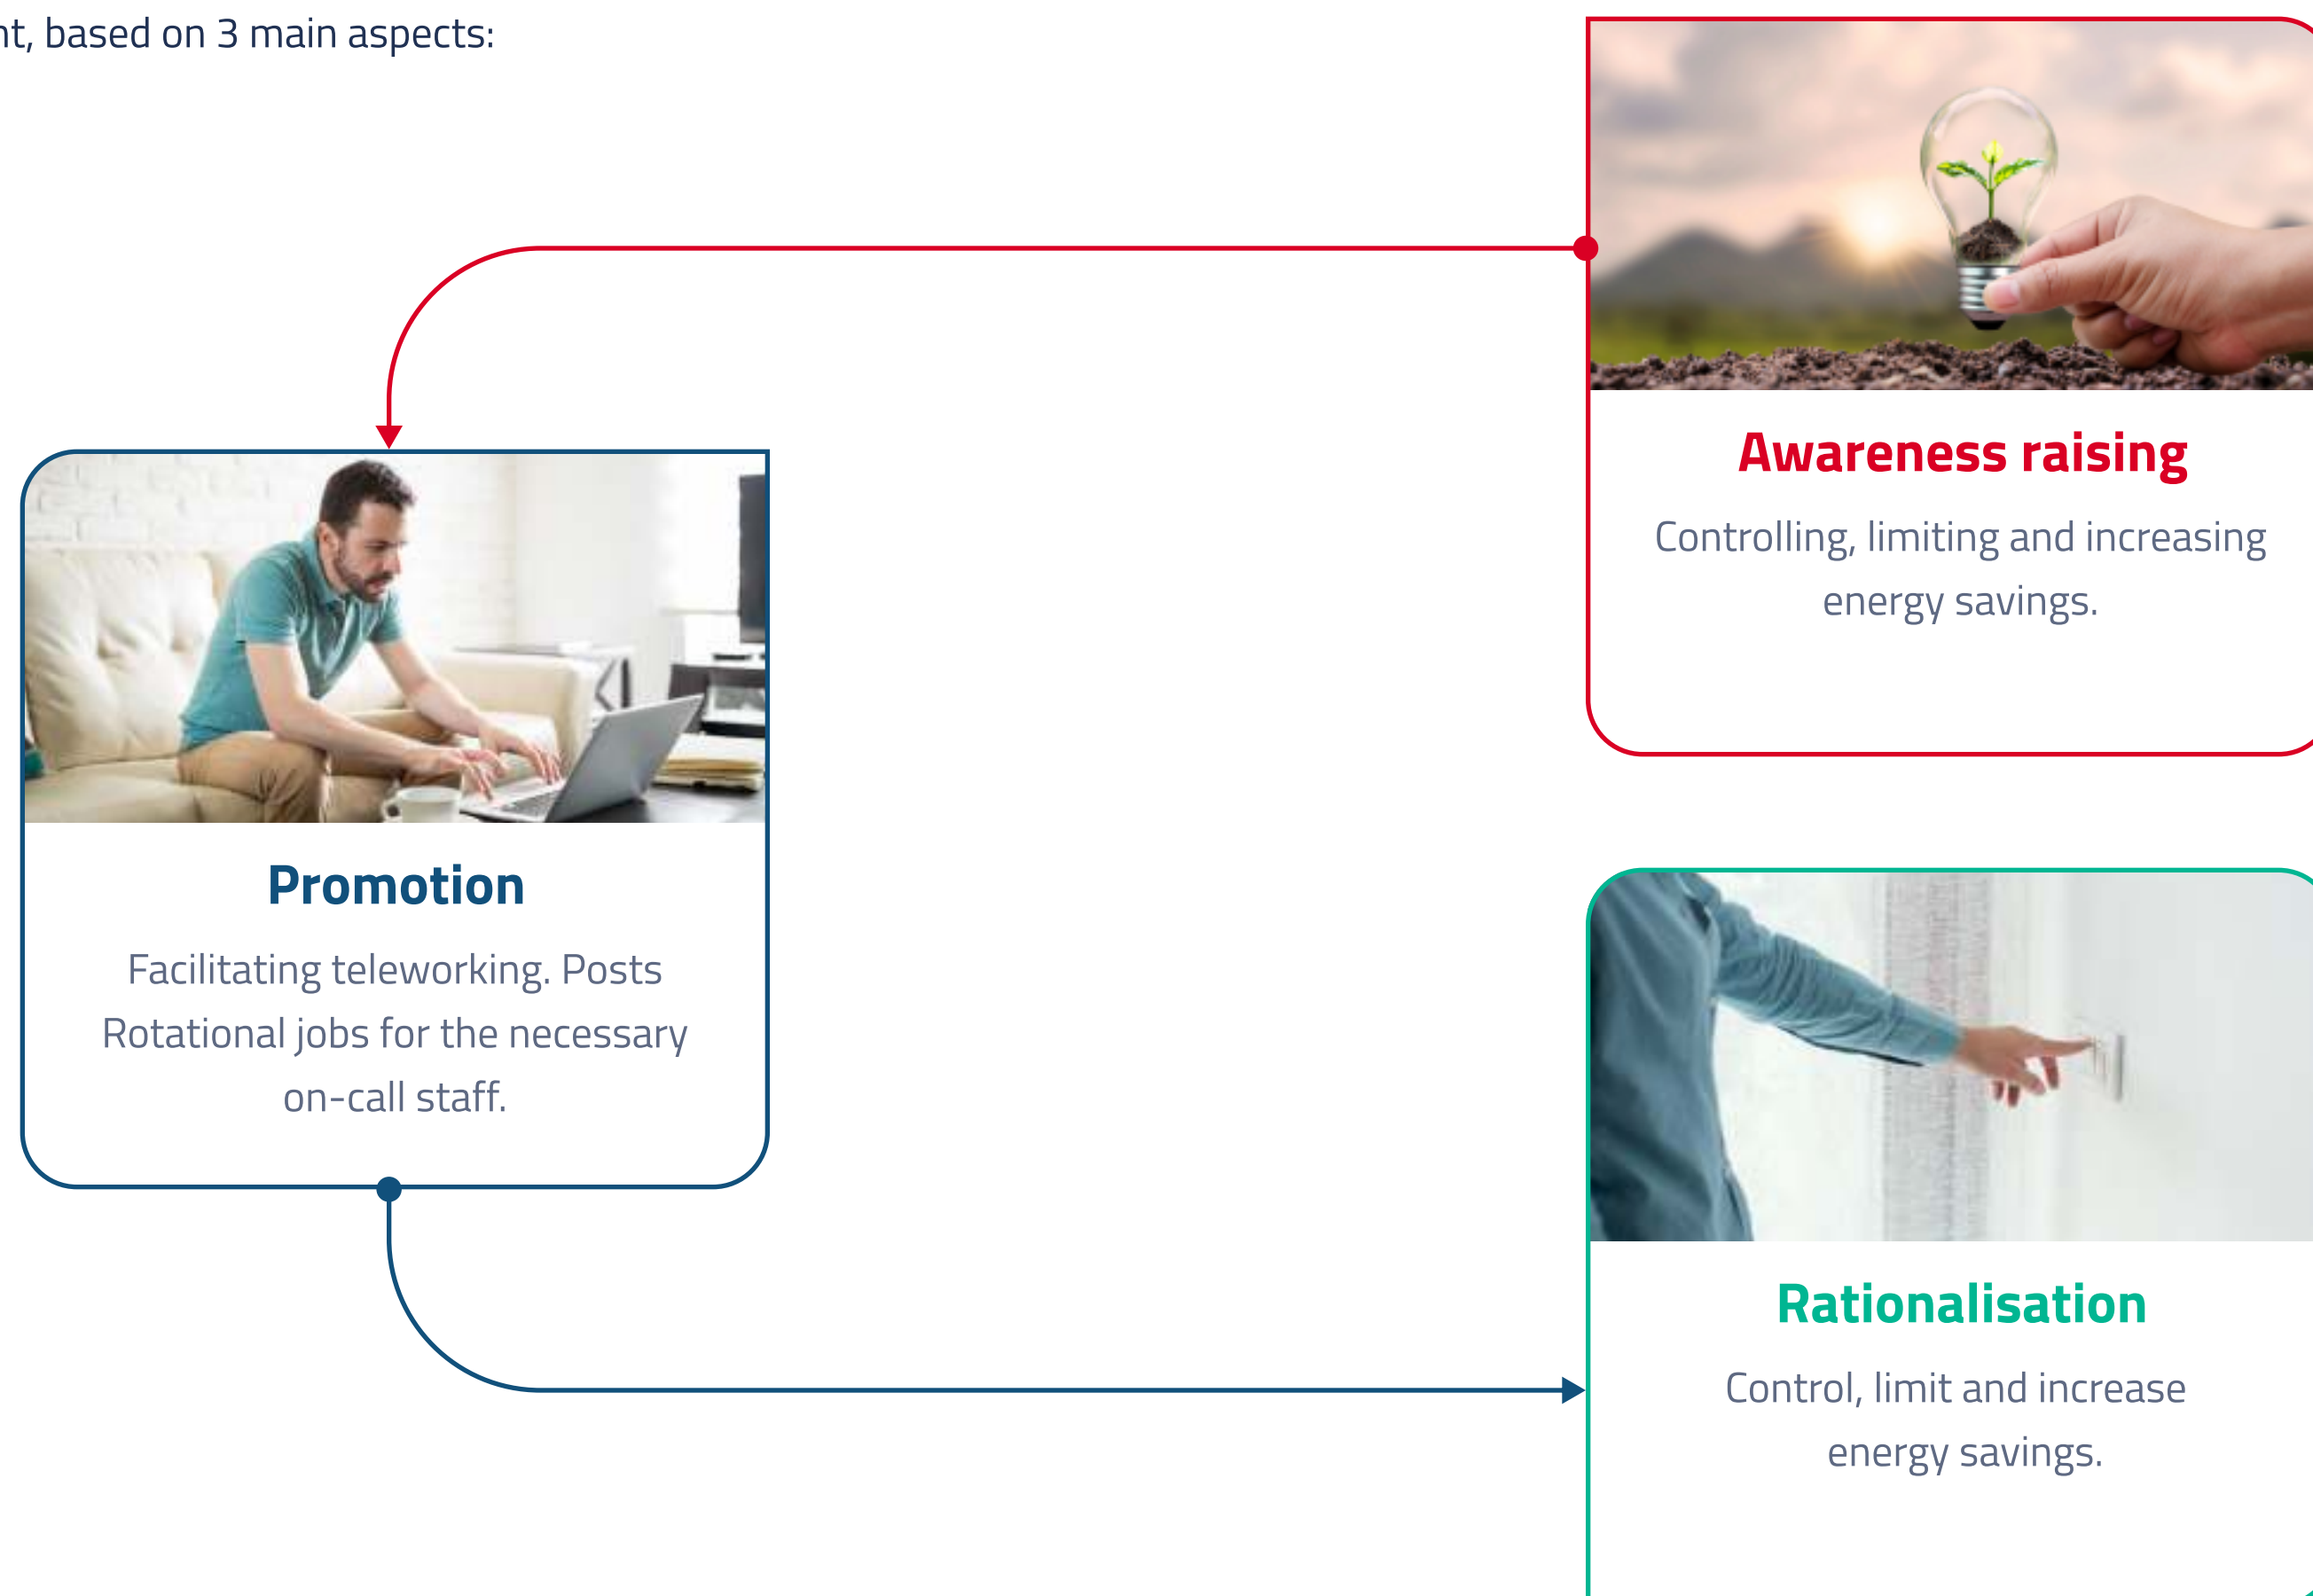 based on 3 main aspects:
Awareness raising
Controlling, limiting and increasing
energy savings.
Promotion
Facilitating teleworking. Posts
Rotational jobs for the necessary
on-call staff.
Rationalisation
Control, limit and increase
energy savings.